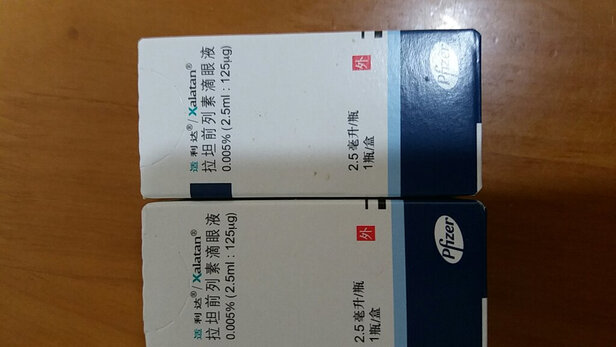 适利达®/Xalatan®
拉坦前列素滴眼液
0.005% (2.5ml : 125μg)
外
2.5毫升/瓶
1瓶/盒
Pfizer
适利达®/Xalatan®
拉坦前列素滴眼液
0.005% (2.5ml : 125μg)
外
2.5毫升/瓶
1瓶/盒
Pfizer